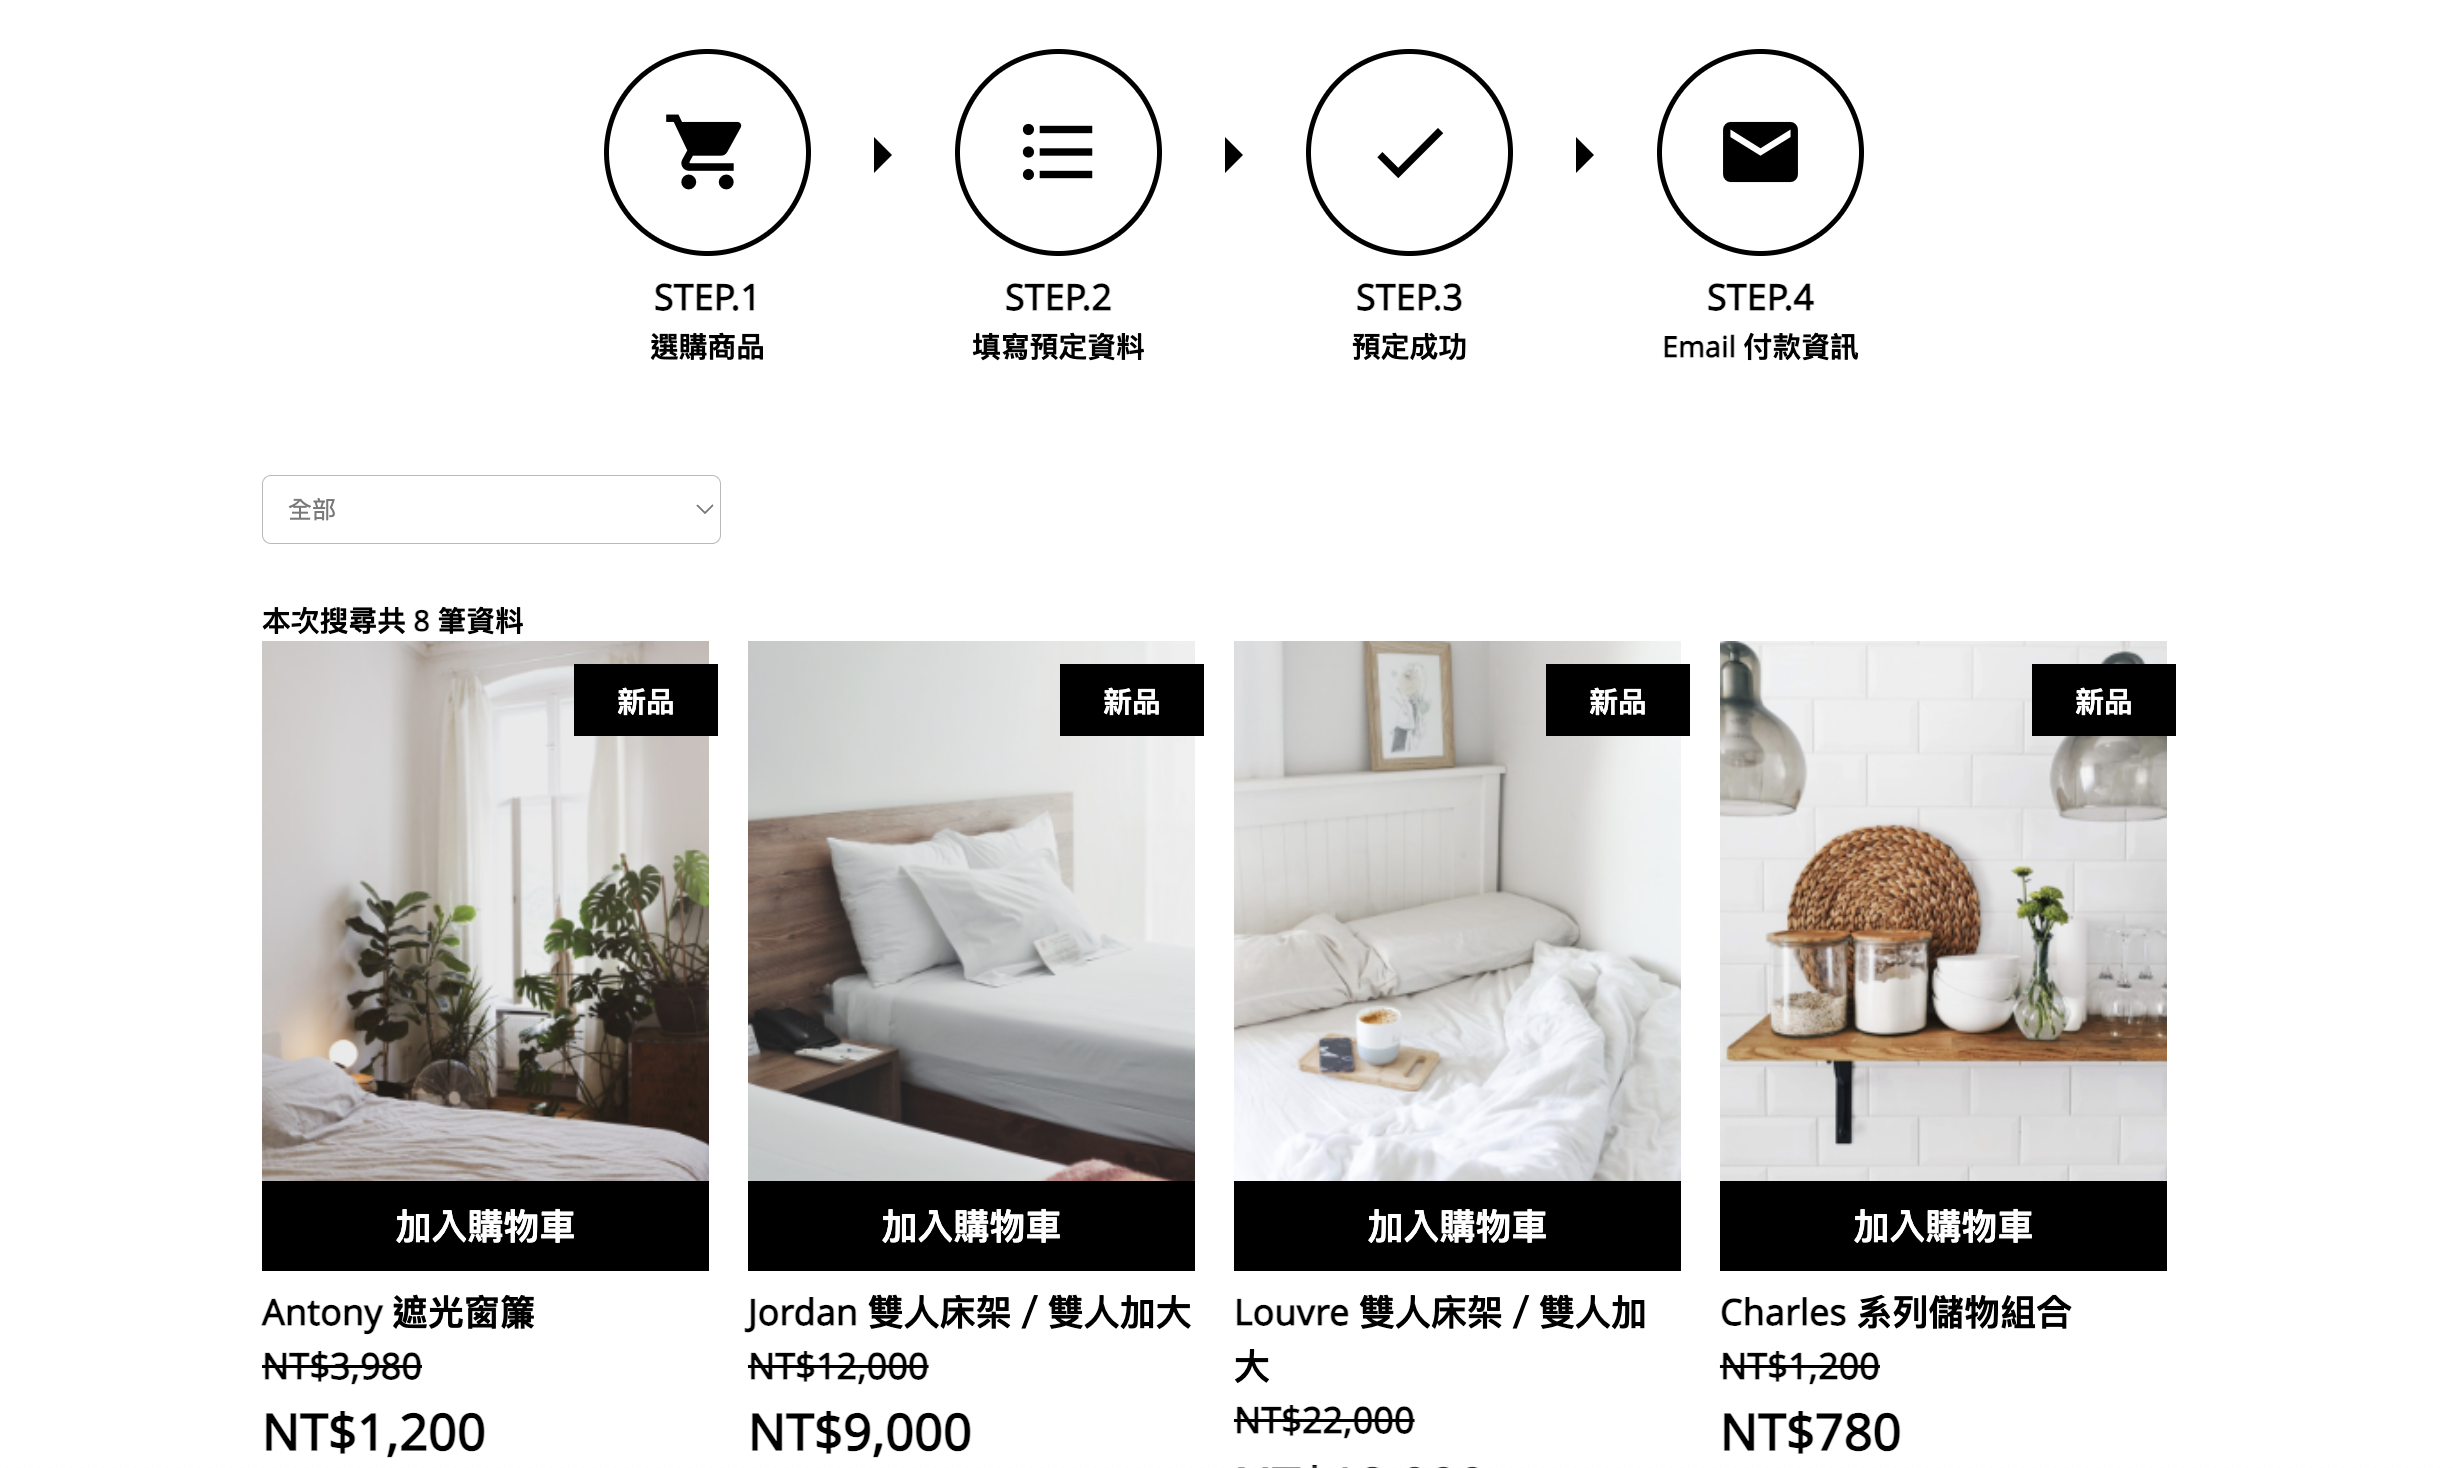 STEP.1
選購商品
STEP.2
填寫預定資料
STEP.3
預定成功
STEP.4
Email 付款資訊
全部
本次搜尋共 8 筆資料
新品
加入購物車
Antony 遮光窗簾
NT$3,980
NT$1,200
新品
加入購物車
Jordan 雙人床架 / 雙人加大
NT$12,000
NT$9,000
新品
加入購物車
Louvre 雙人床架 / 雙人加
大
NT$22,000
新品
加入購物車
Charles 系列儲物組合
NT$1,200
NT$780